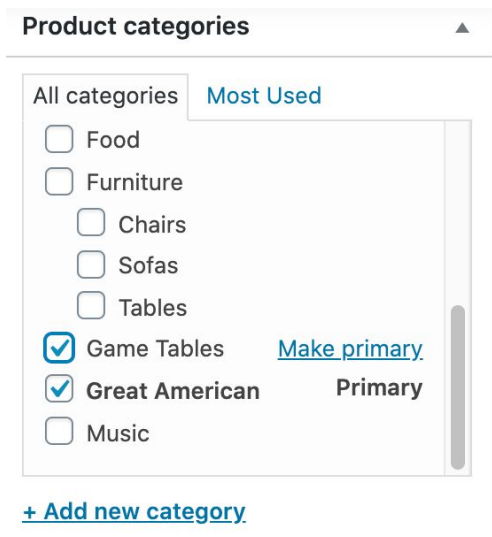 Product categories
All categories Most Used
Food
Furniture
Chairs
Sofas
Tables
Game Tables Make primary
Great American Primary
Music
+ Add new category